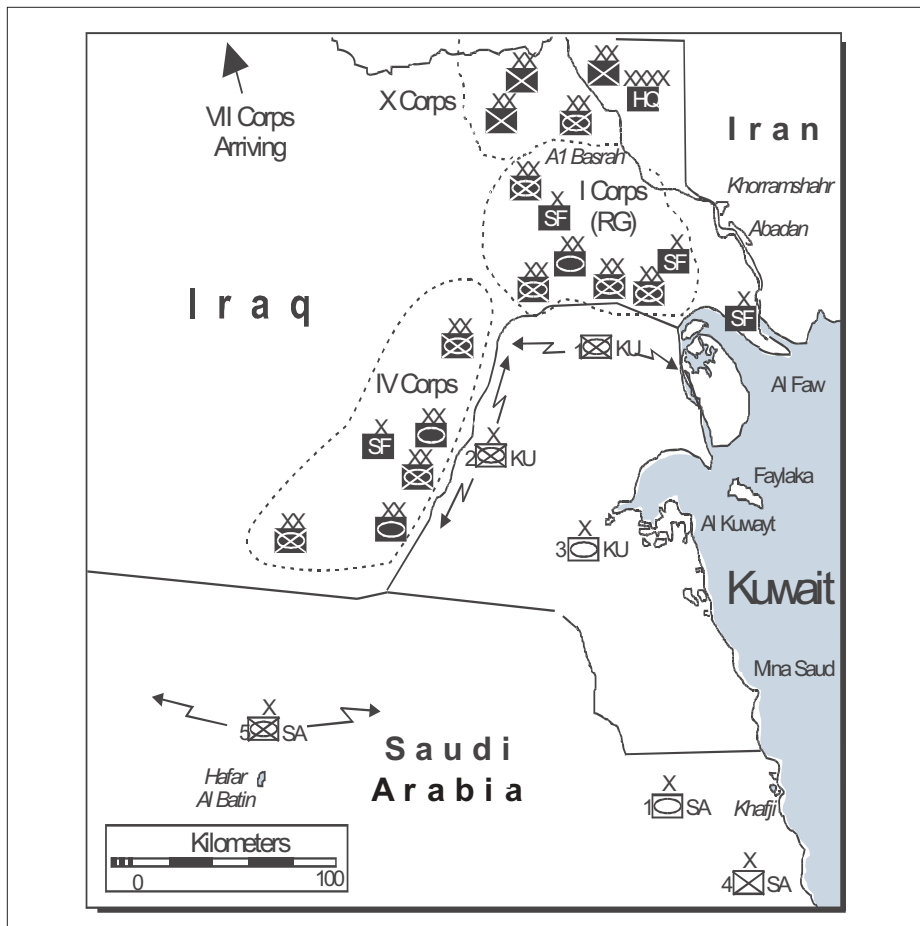 XX
XX
XXXX
HQ
X Corps
XX
XX
VII Corps
Arriving
Iran
A1 Basrah
XX
Khorramshahr
I Corps
(RG)
X
SF
Abadan
X
SF
XX
XX
XX
XX
X
SF
Iraq
XX
X
1 KU
Al Faw
IV Corps
XX
X
SF
X
2 KU
XX
Faylaka
Al Kuwayt
XX
XX
X
3 KU
Kuwait
Mina Saud
X
5 SA
Saudi
Arabia
Hafar
Al Batin
X
1 SA
Khafji
Kilometers
0 100
X
4 SA